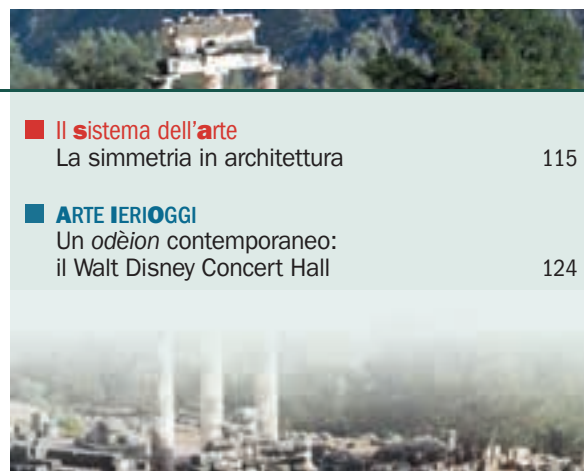 Il sistema dell'arte
La simmetria in architettura 115
ARTE IERIOGGI
Un odèion contemporaneo:
il Walt Disney Concert Hall 124